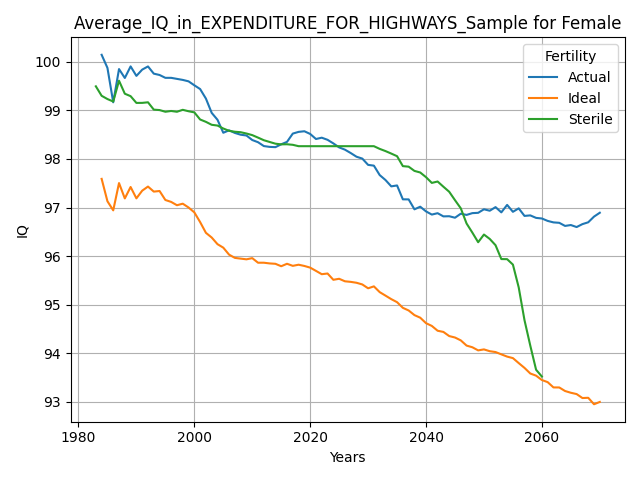 Average_IQ_in_EXPENDITURE_FOR_HIGHWAYS_Sample for Female
Fertility
Actual
Ideal
Sterile
IQ
100
99
98
97
96
95
94
93
1980 2000 2020 2040 2060
Years